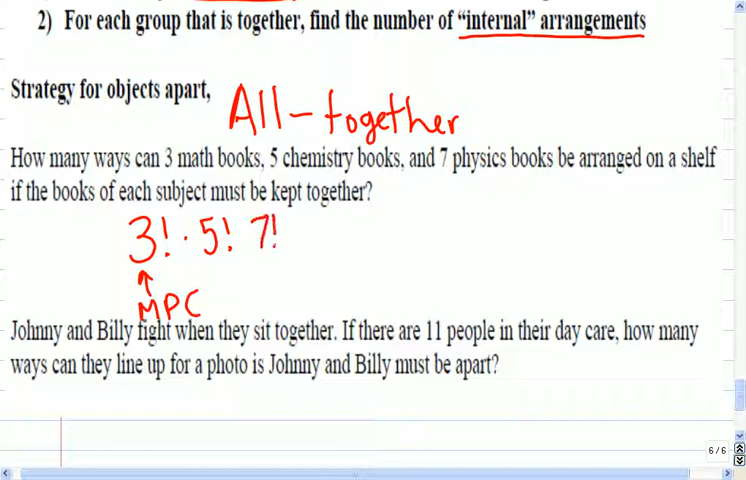 2) For each group that is together, find the number of “internal” arrangements
Strategy for objects apart,
All - together
How many ways can 3 math books, 5 chemistry books, and 7 physics books be arranged on a shelf
if the books of each subject must be kept together?
3! · 5! 7!
↑
MPC
Johnny and Billy fight when they sit together. If there are 11 people in their day care, how many
ways can they line up for a photo is Johnny and Billy must be apart?
6/6